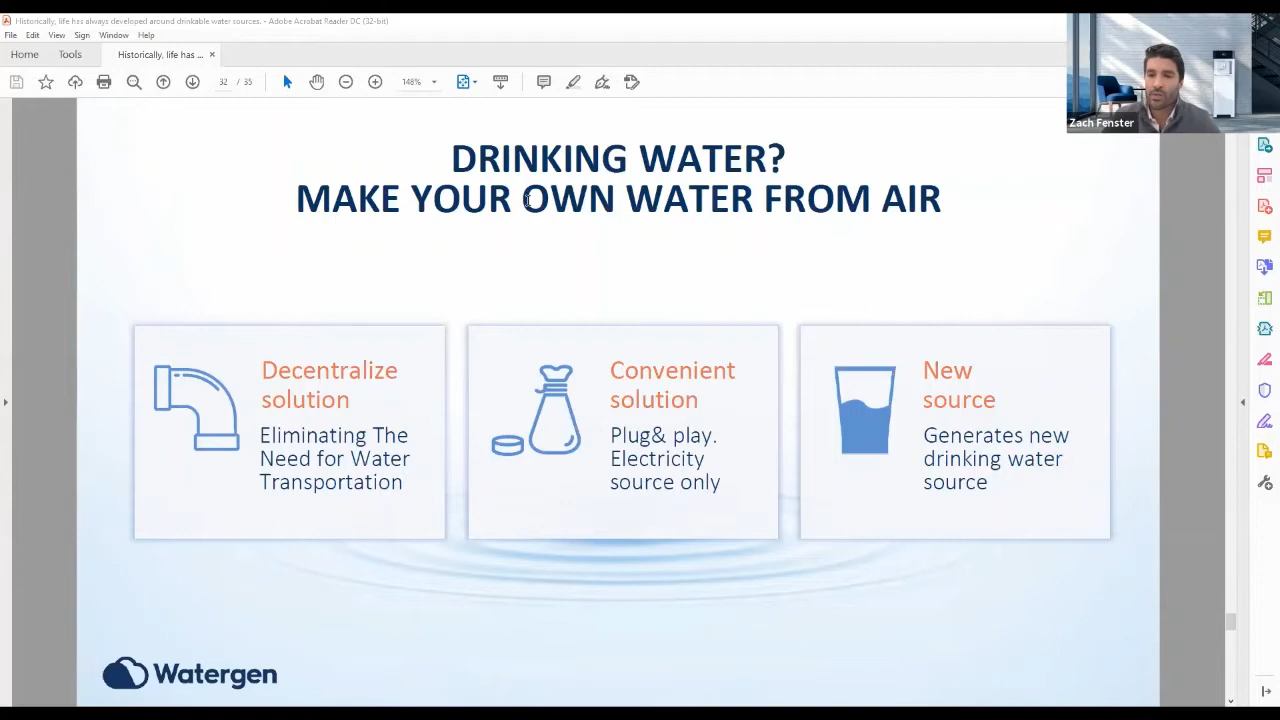 Historically, life has always developed around drinkable water sources. - Adobe Acrobat Reader DC (32-bit)
File Edit View Sign Window Help
Home Tools Historically, life has ... ×
32 / 35 148%
Zach Fenster
DRINKING WATER?
MAKE YOUR OWN WATER FROM AIR
Decentralize
solution
Eliminating The
Need for Water
Transportation
Convenient
solution
Plug& play.
Electricity
source only
New
source
Generates new
drinking water
source
Watergen